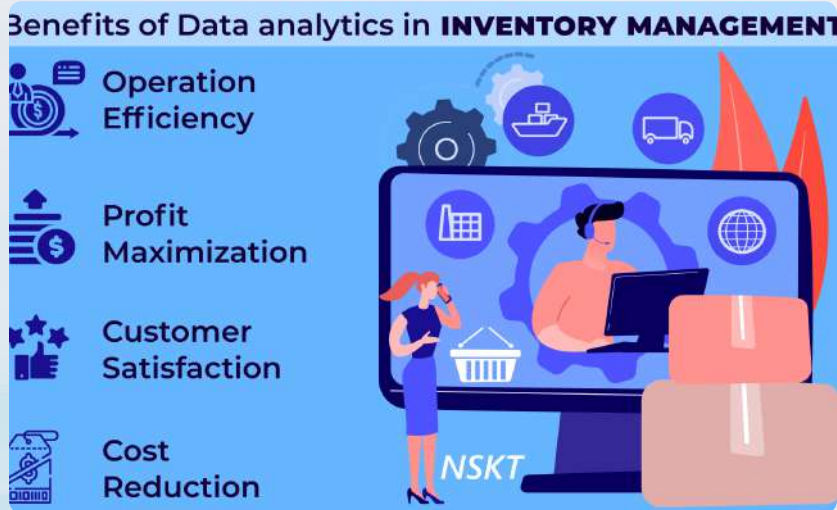 Benefits of Data analytics in INVENTORY MANAGEMENT
Operation
Efficiency
Profit
Maximization
Customer
Satisfaction
Cost
Reduction
NSKT